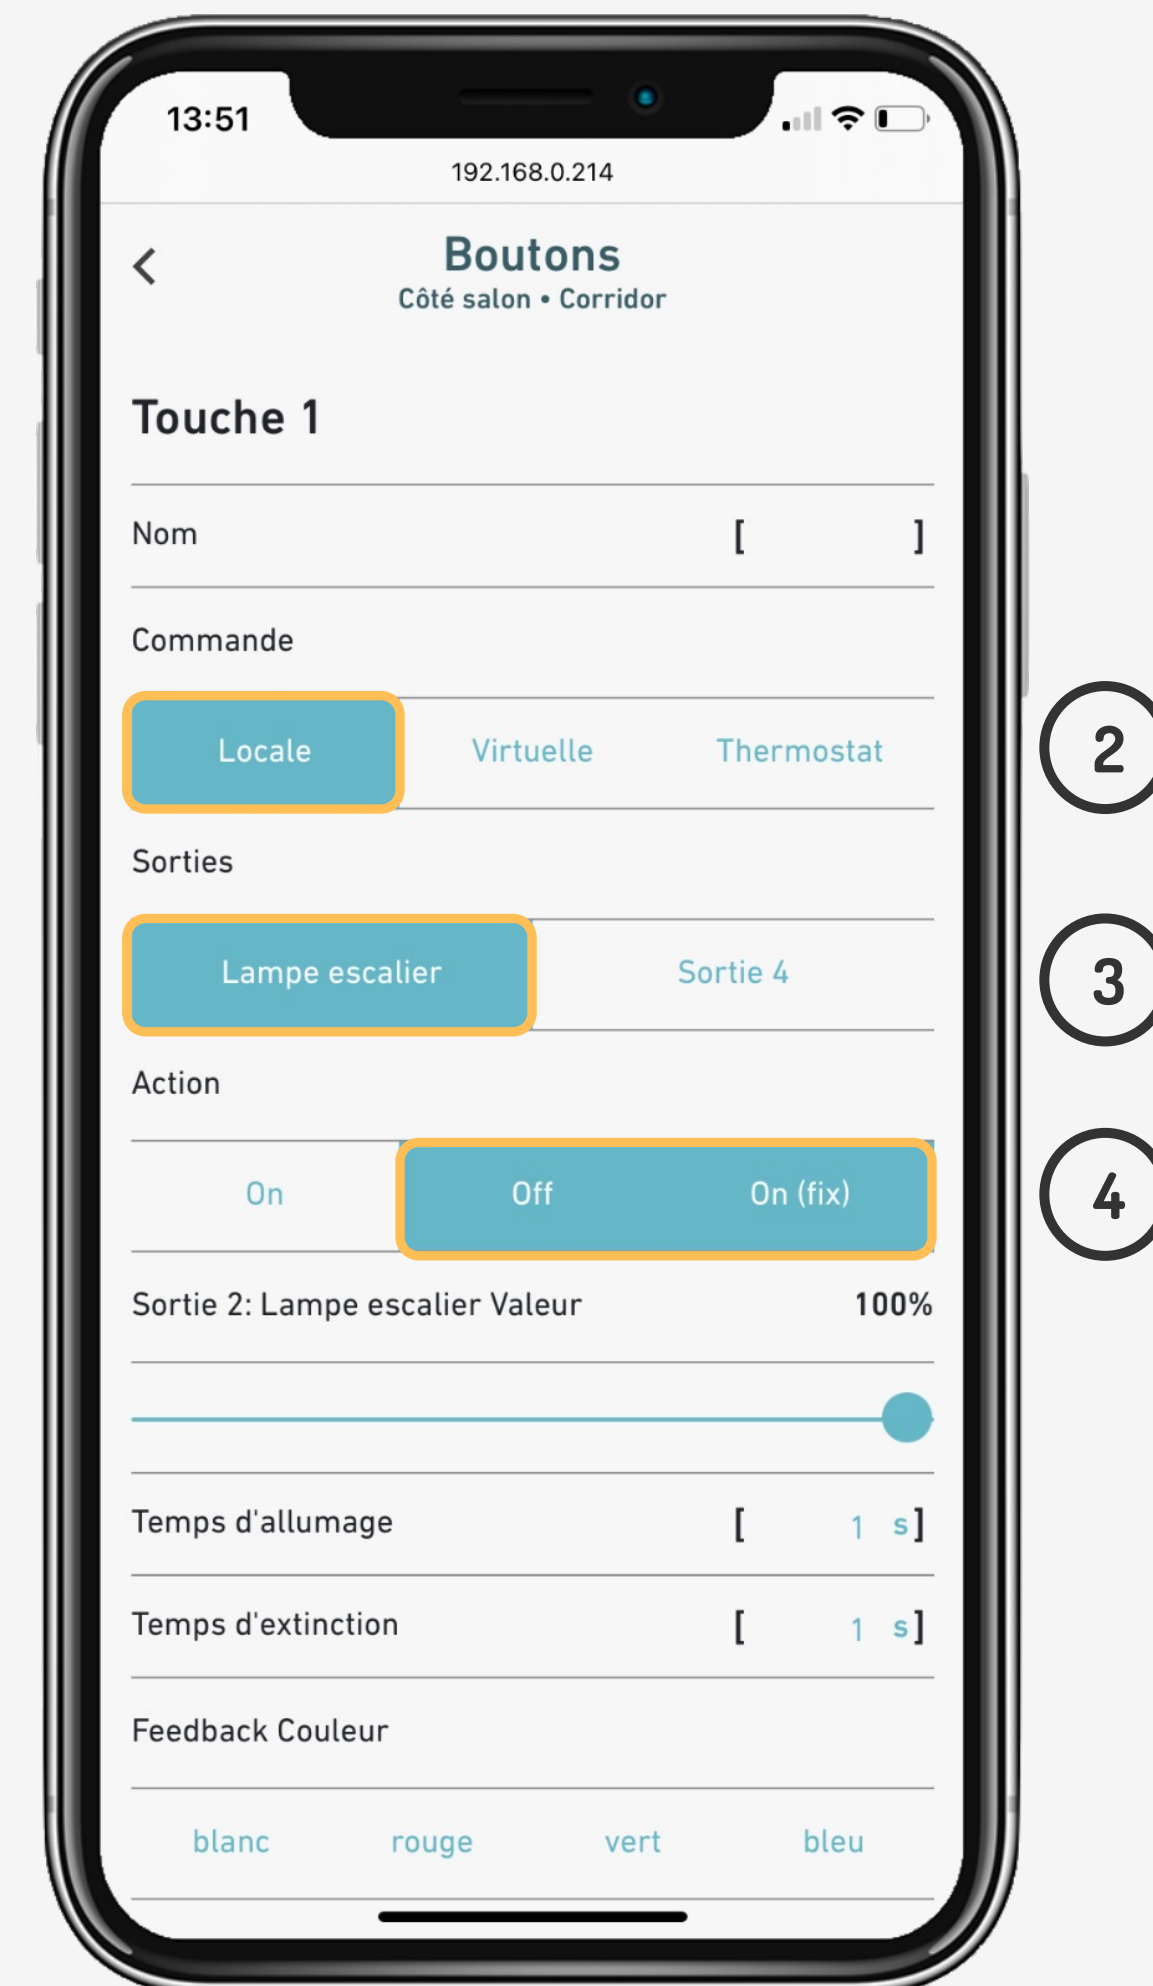 13:51
192.168.0.214
Boutons
Côté salon • Corridor
Touche 1
Nom [ ]
Commande
Locale Virtuelle Thermostat
2
Sorties
Lampe escalier Sortie 4
3
Action
On Off On (fix)
4
Sortie 2: Lampe escalier Valeur 100%
Temps d'allumage [ 1 s]
Temps d'extinction [ 1 s]
Feedback Couleur
blanc rouge vert bleu